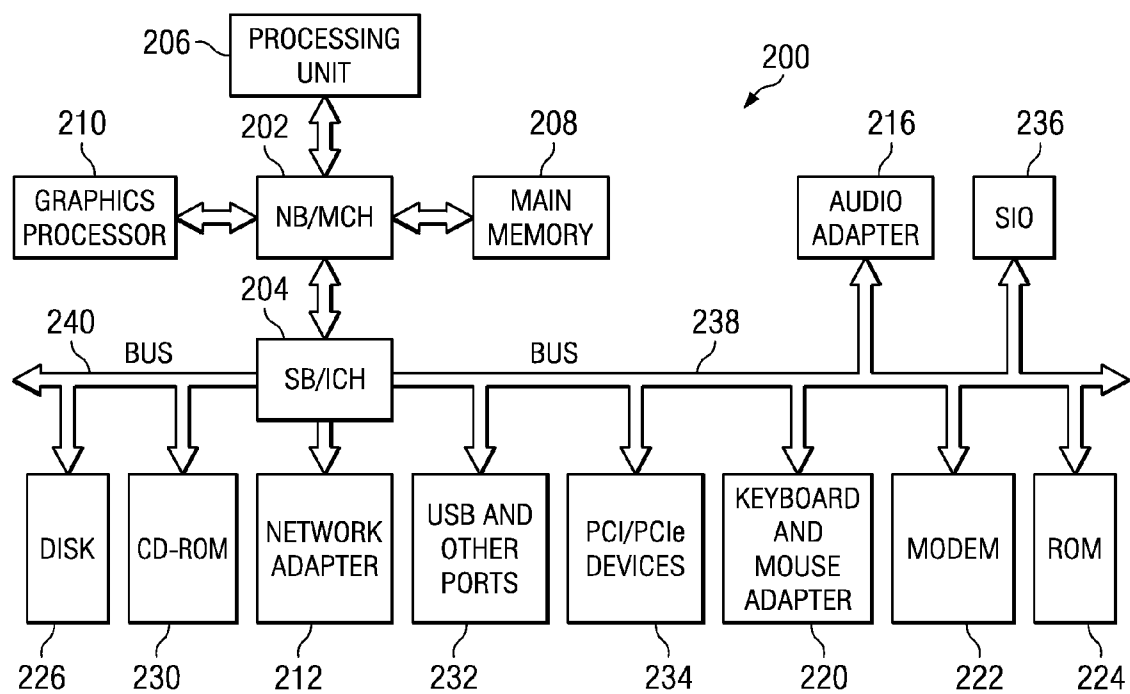 206
PROCESSING
UNIT
200
210
202
208
216
236
GRAPHICS
PROCESSOR
NB/MCH
MAIN
MEMORY
AUDIO
ADAPTER
SIO
204
240
BUS
SB/ICH
BUS
238
DISK
CD-ROM
NETWORK
ADAPTER
USB AND
OTHER
PORTS
PCI/PCIe
DEVICES
KEYBOARD
AND
MOUSE
ADAPTER
MODEM
ROM
226
230
212
232
234
220
222
224